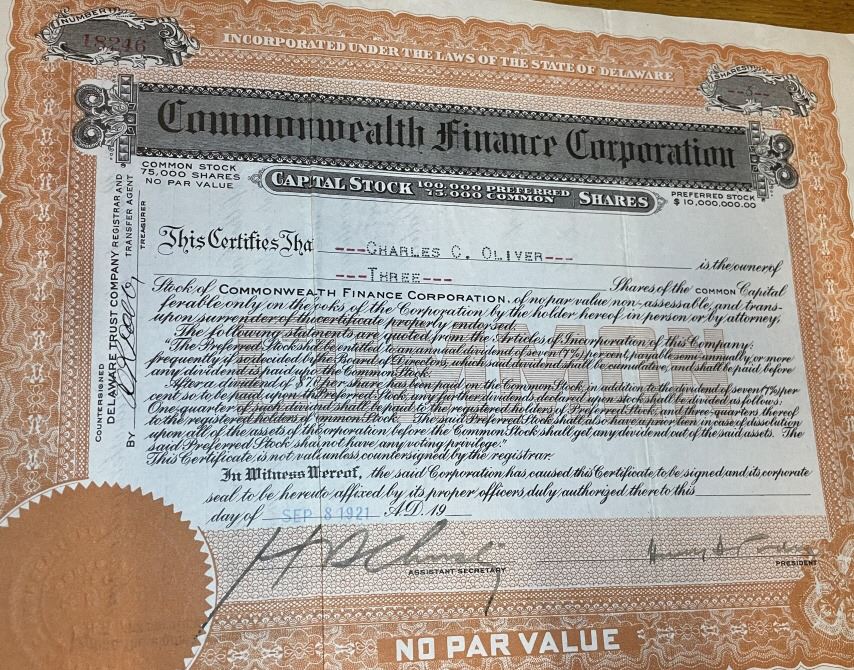 NUMBER
18246
INCORPORATED UNDER THE LAWS OF THE STATE OF DELAWARE
SHARES
--3--
Commonwealth Finance Corporation
COMMON STOCK
75,000 SHARES
NO PAR VALUE
CAPITAL STOCK 100,000 PREFERRED
75,000 COMMON SHARES
PREFERRED STOCK
$10,000,000.00
This Certifies Tha
---CHARLES C. OLIVER---
is the owner of
---THREE---
Shares of the COMMON Capital
Stock of COMMONWEALTH FINANCE CORPORATION, of no par value non-assessable, and trans-
ferable only on the books of the Corporation by the holder hereof in person or by attorney,
upon surrender of the certificate properly endorsed.
The following statments are quoted from the Articles of Incorporation of this Company:
"The Preferred Stock shall be entitled to an annual dividend of seven (7%) per cent, payable semi-annually, or more
frequently if so decided by the Board of Directors, which said dividend shall be cumulative, and shall be paid before
any dividend is paid upon the Common Stock.
After a dividend of $7.0 per share has been paid on the Common Stock, in addition to the dividend of seven (7%) per
cent so to be paid upon the Preferred Stock, any further dividends declared upon stock shall be divided as follows:
One-quarter of such dividend shall be paid to the registered holders of Preferred Stock, and three-quarters thereof
to the registered holders of ommon Stock. The said Preferred Stock shall also have a prior lien in case of dissolution
upon all of the assets of the corporation before the Common Stock shall get any dividend out of the said assets. The
said Preferred Stock shall not have any voting privilege."
This Certificate is not valid unless countersigned by the registrar.
In Witness Wereof, the said Corporation has caused this Certificate to be signed and its corporate
seal to be hereto affixed by its proper officers, duly authorized thereto this
day of SEP 8 1921 A.D. 19
ASSISTANT SECRETARY
PRESIDENT
COUNTERSIGNED
DELAWARE TRUST COMPANY REGISTRAR AND
TRANSFER AGENT
BY
TREASURER
NO PAR VALUE